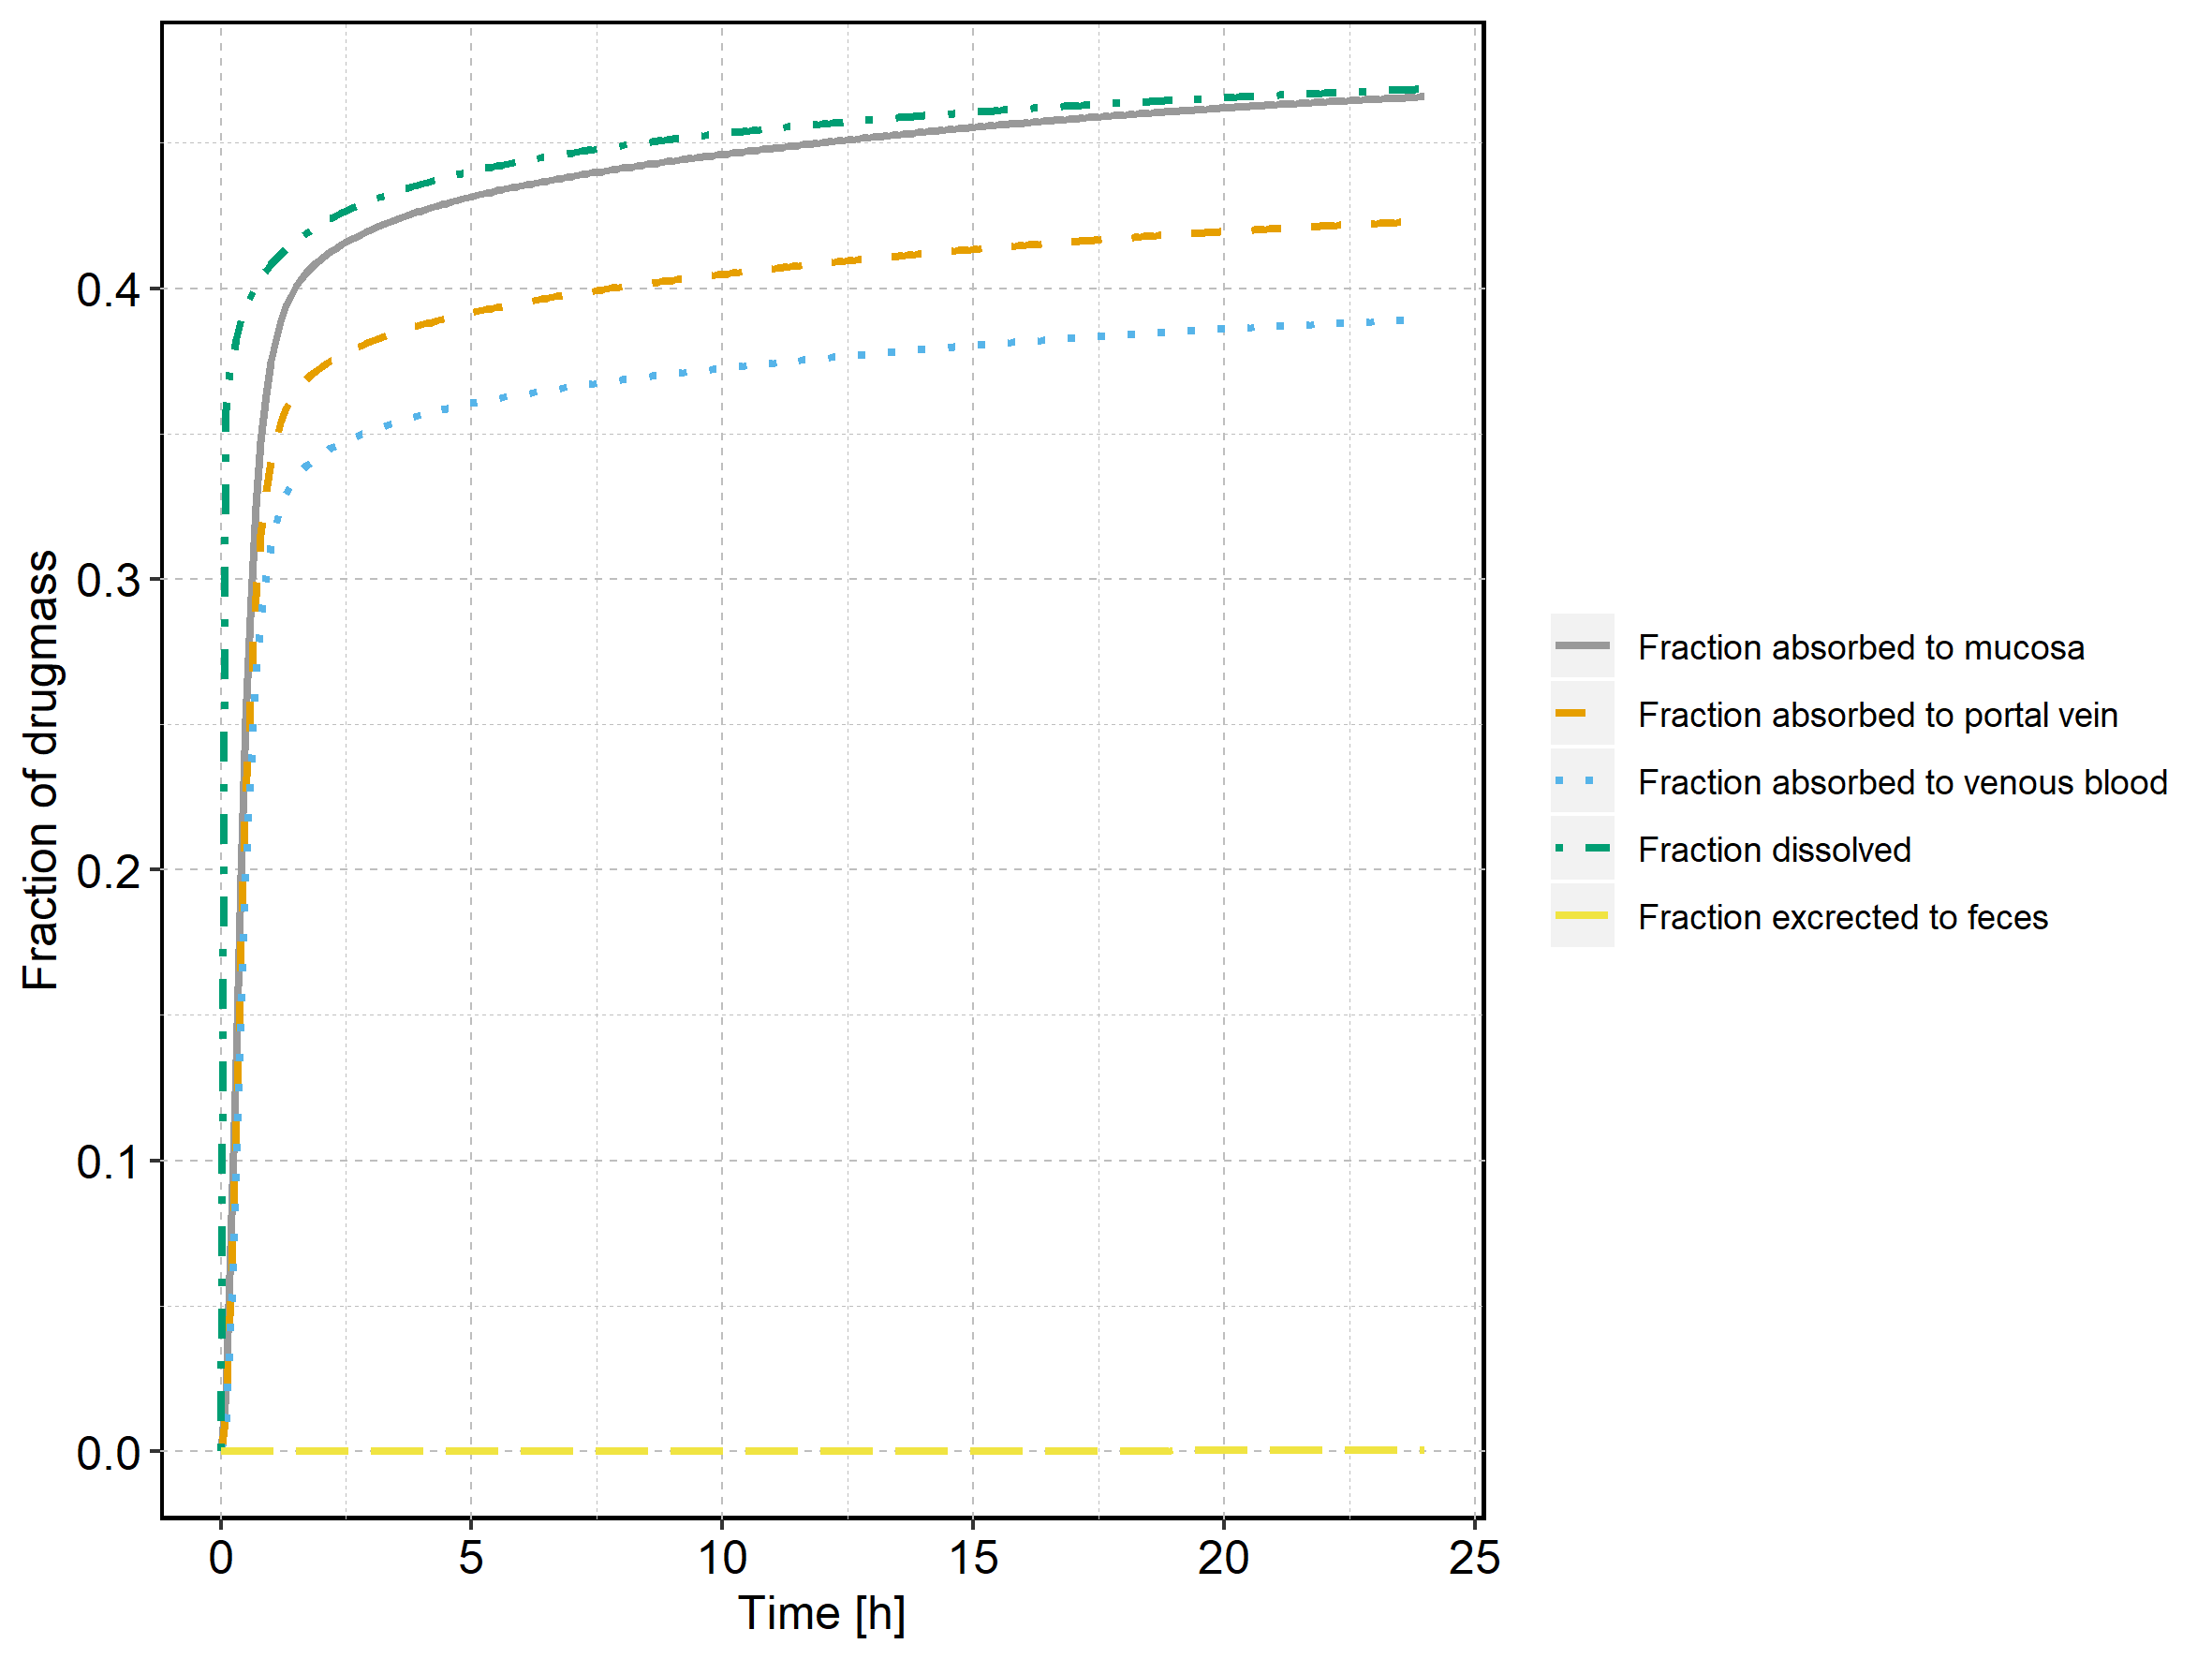 Fraction of drugmass
0.4
0.3
0.2
0.1
0.0
0 5 10 15 20 25
Time [h]
Fraction absorbed to mucosa
Fraction absorbed to portal vein
Fraction absorbed to venous blood
Fraction dissolved
Fraction excrected to feces